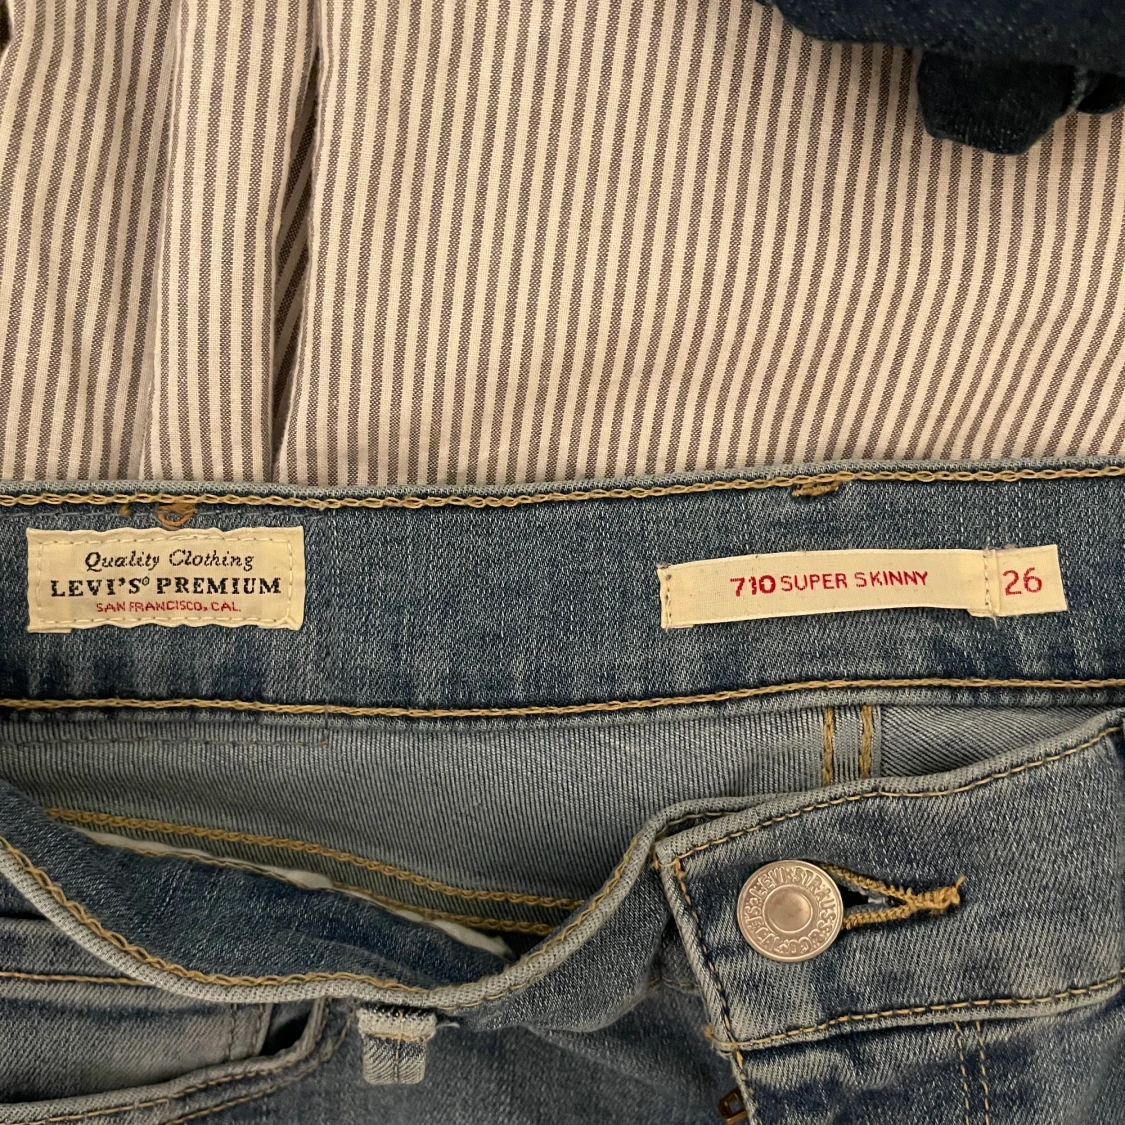 Quality Clothing
LEVI'S® PREMIUM
SAN FRANCISCO, CAL.
710 SUPER SKINNY
26